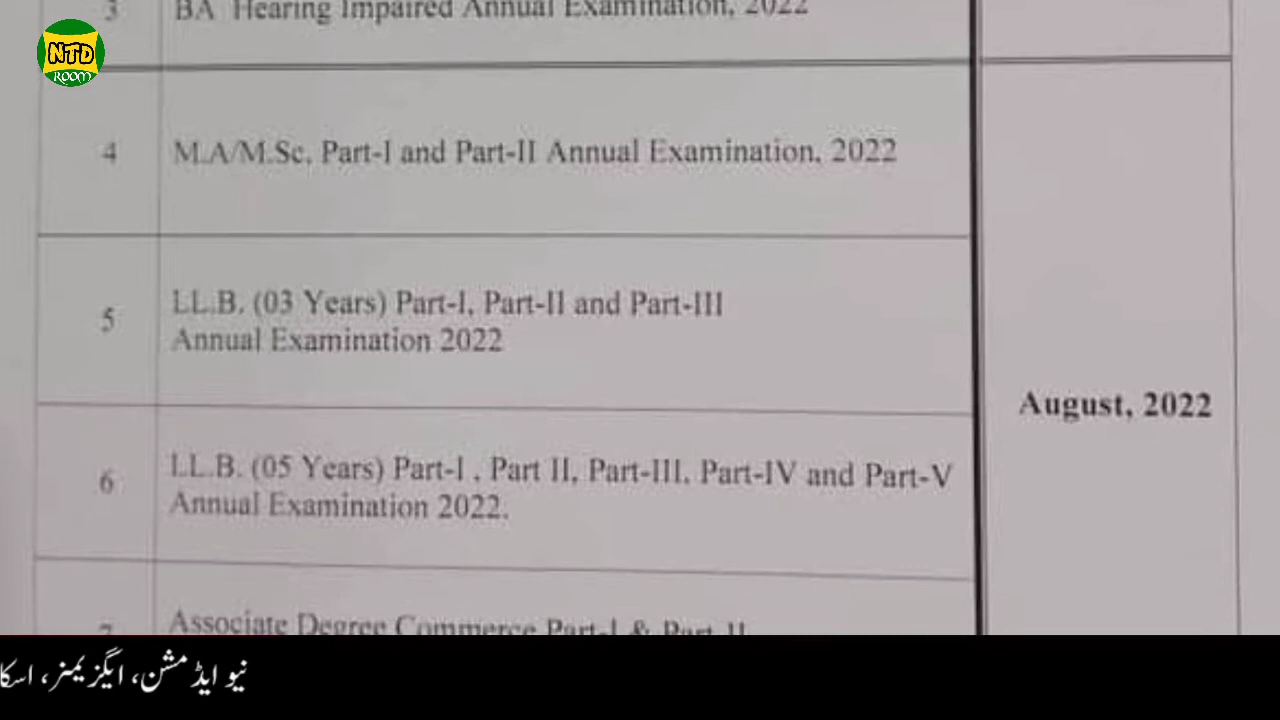 3 BA Hearing Impaired Annual Examination, 2022
NTD
ROOM
4 M.A/M.Sc. Part-I and Part-II Annual Examination, 2022
5 LL.B. (03 Years) Part-I, Part-II and Part-III
Annual Examination 2022
August, 2022
6 LL.B. (05 Years) Part-I , Part II, Part-III, Part-IV and Part-V
Annual Examination 2022.
Associate Degree Commerce Part-I & Part-II
نیو ایڈمشن، ایگزیمنز،